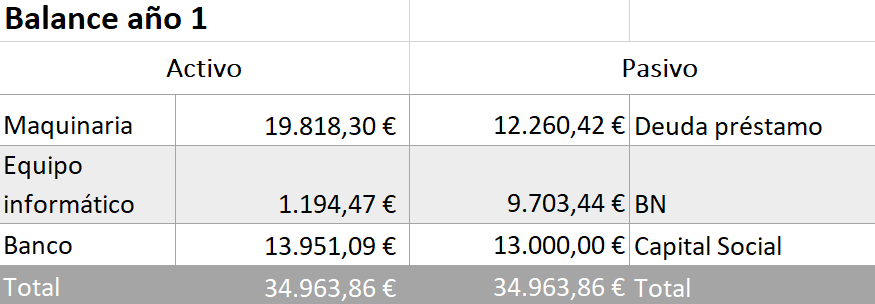 Balance año 1
Activo Pasivo
Maquinaria 19.818,30 € 12.260,42 € Deuda préstamo
Equipo
informático 1.194,47 € 9.703,44 € BN
Banco 13.951,09 € 13.000,00 € Capital Social
Total 34.963,86 € 34.963,86 € Total